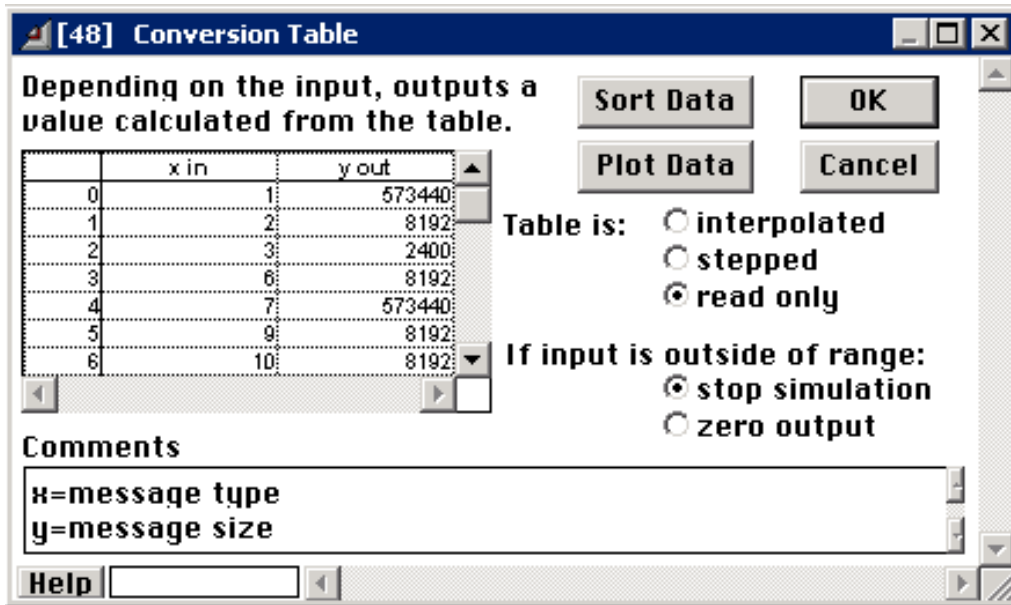 [48] Conversion Table
Depending on the input, outputs a
value calculated from the table.
Sort Data
OK
Plot Data
Cancel
x in y out
0 1 573440
1 2 8192
2 3 2400
3 6 8192
4 7 573440
5 9 8192
6 10 8192
Table is:
interpolated
stepped
read only
If input is outside of range:
stop simulation
zero output
Comments
x=message type
y=message size
Help